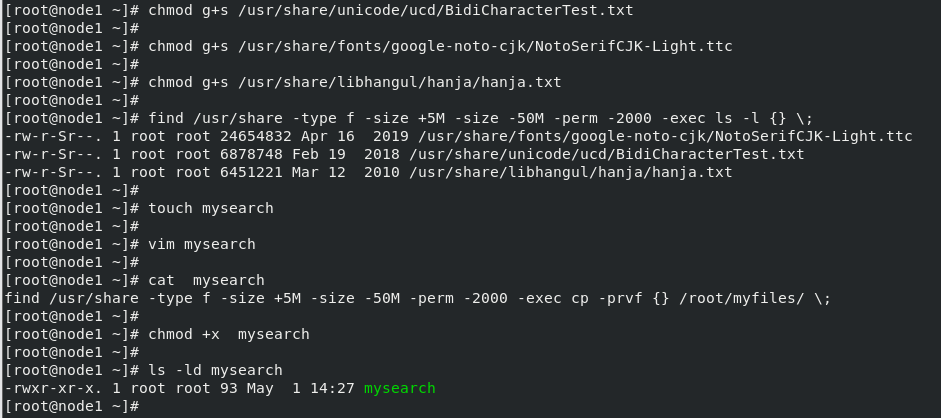 [root@node1 ~]# chmod g+s /usr/share/unicode/ucd/BidiCharacterTest.txt
[root@node1 ~]#
[root@node1 ~]# chmod g+s /usr/share/fonts/google-noto-cjk/NotoSerifCJK-Light.ttc
[root@node1 ~]#
[root@node1 ~]# chmod g+s /usr/share/libhangul/hanja/hanja.txt
[root@node1 ~]#
[root@node1 ~]# find /usr/share -type f -size +5M -size -50M -perm -2000 -exec ls -l {} \;
-rw-r-Sr--. 1 root root 24654832 Apr 16  2019 /usr/share/fonts/google-noto-cjk/NotoSerifCJK-Light.ttc
-rw-r-Sr--. 1 root root 6878748 Feb 19  2018 /usr/share/unicode/ucd/BidiCharacterTest.txt
-rw-r-Sr--. 1 root root 6451221 Mar 12  2010 /usr/share/libhangul/hanja/hanja.txt
[root@node1 ~]#
[root@node1 ~]# touch mysearch
[root@node1 ~]#
[root@node1 ~]# vim mysearch
[root@node1 ~]#
[root@node1 ~]# cat  mysearch
find /usr/share -type f -size +5M -size -50M -perm -2000 -exec cp -prvf {} /root/myfiles/ \;
[root@node1 ~]#
[root@node1 ~]# chmod +x  mysearch
[root@node1 ~]#
[root@node1 ~]# ls -ld mysearch
-rwxr-xr-x. 1 root root 93 May  1 14:27 mysearch
[root@node1 ~]#